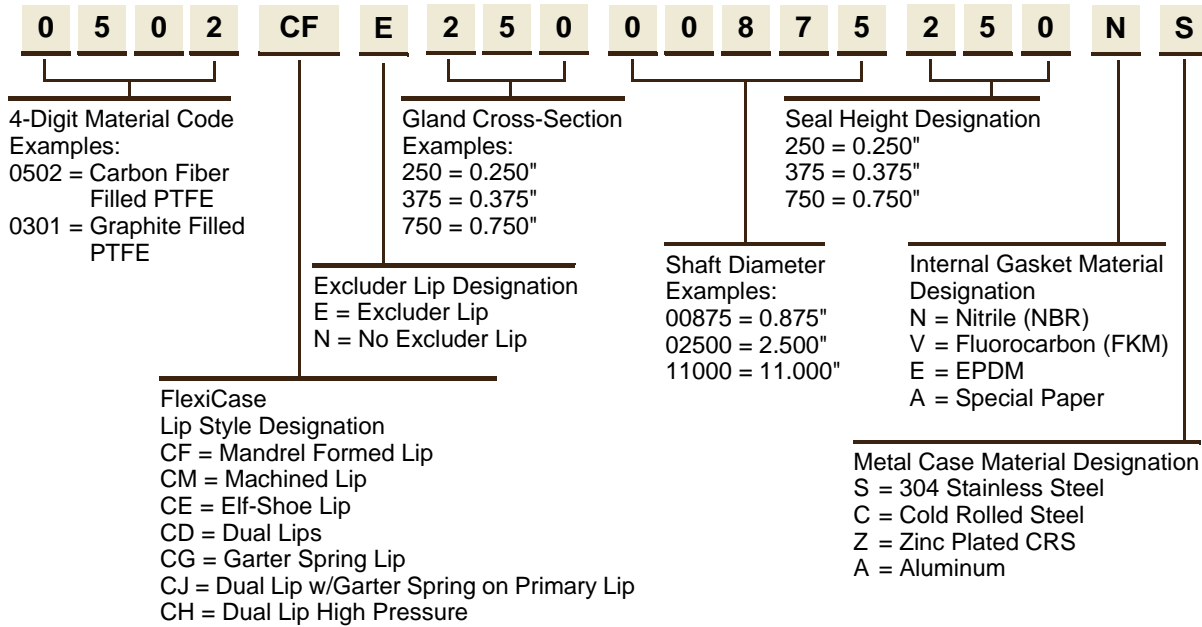 0 5 0 2 CF E 2 5 0 0 0 8 7 5 2 5 0 N S
4-Digit Material Code
Examples:
0502 = Carbon Fiber
Filled PTFE
0301 = Graphite Filled
PTFE
Gland Cross-Section
Examples:
250 = 0.250"
375 = 0.375"
750 = 0.750"
Seal Height Designation
250 = 0.250"
375 = 0.375"
750 = 0.750"
Excluder Lip Designation
E = Excluder Lip
N = No Excluder Lip
Shaft Diameter
Examples:
00875 = 0.875"
02500 = 2.500"
11000 = 11.000"
Internal Gasket Material
Designation
N = Nitrile (NBR)
V = Fluorocarbon (FKM)
E = EPDM
A = Special Paper
FlexiCase
Lip Style Designation
CF = Mandrel Formed Lip
CM = Machined Lip
CE = Elf-Shoe Lip
CD = Dual Lips
CG = Garter Spring Lip
CJ = Dual Lip w/Garter Spring on Primary Lip
CH = Dual Lip High Pressure
Metal Case Material Designation
S = 304 Stainless Steel
C = Cold Rolled Steel
Z = Zinc Plated CRS
A = Aluminum